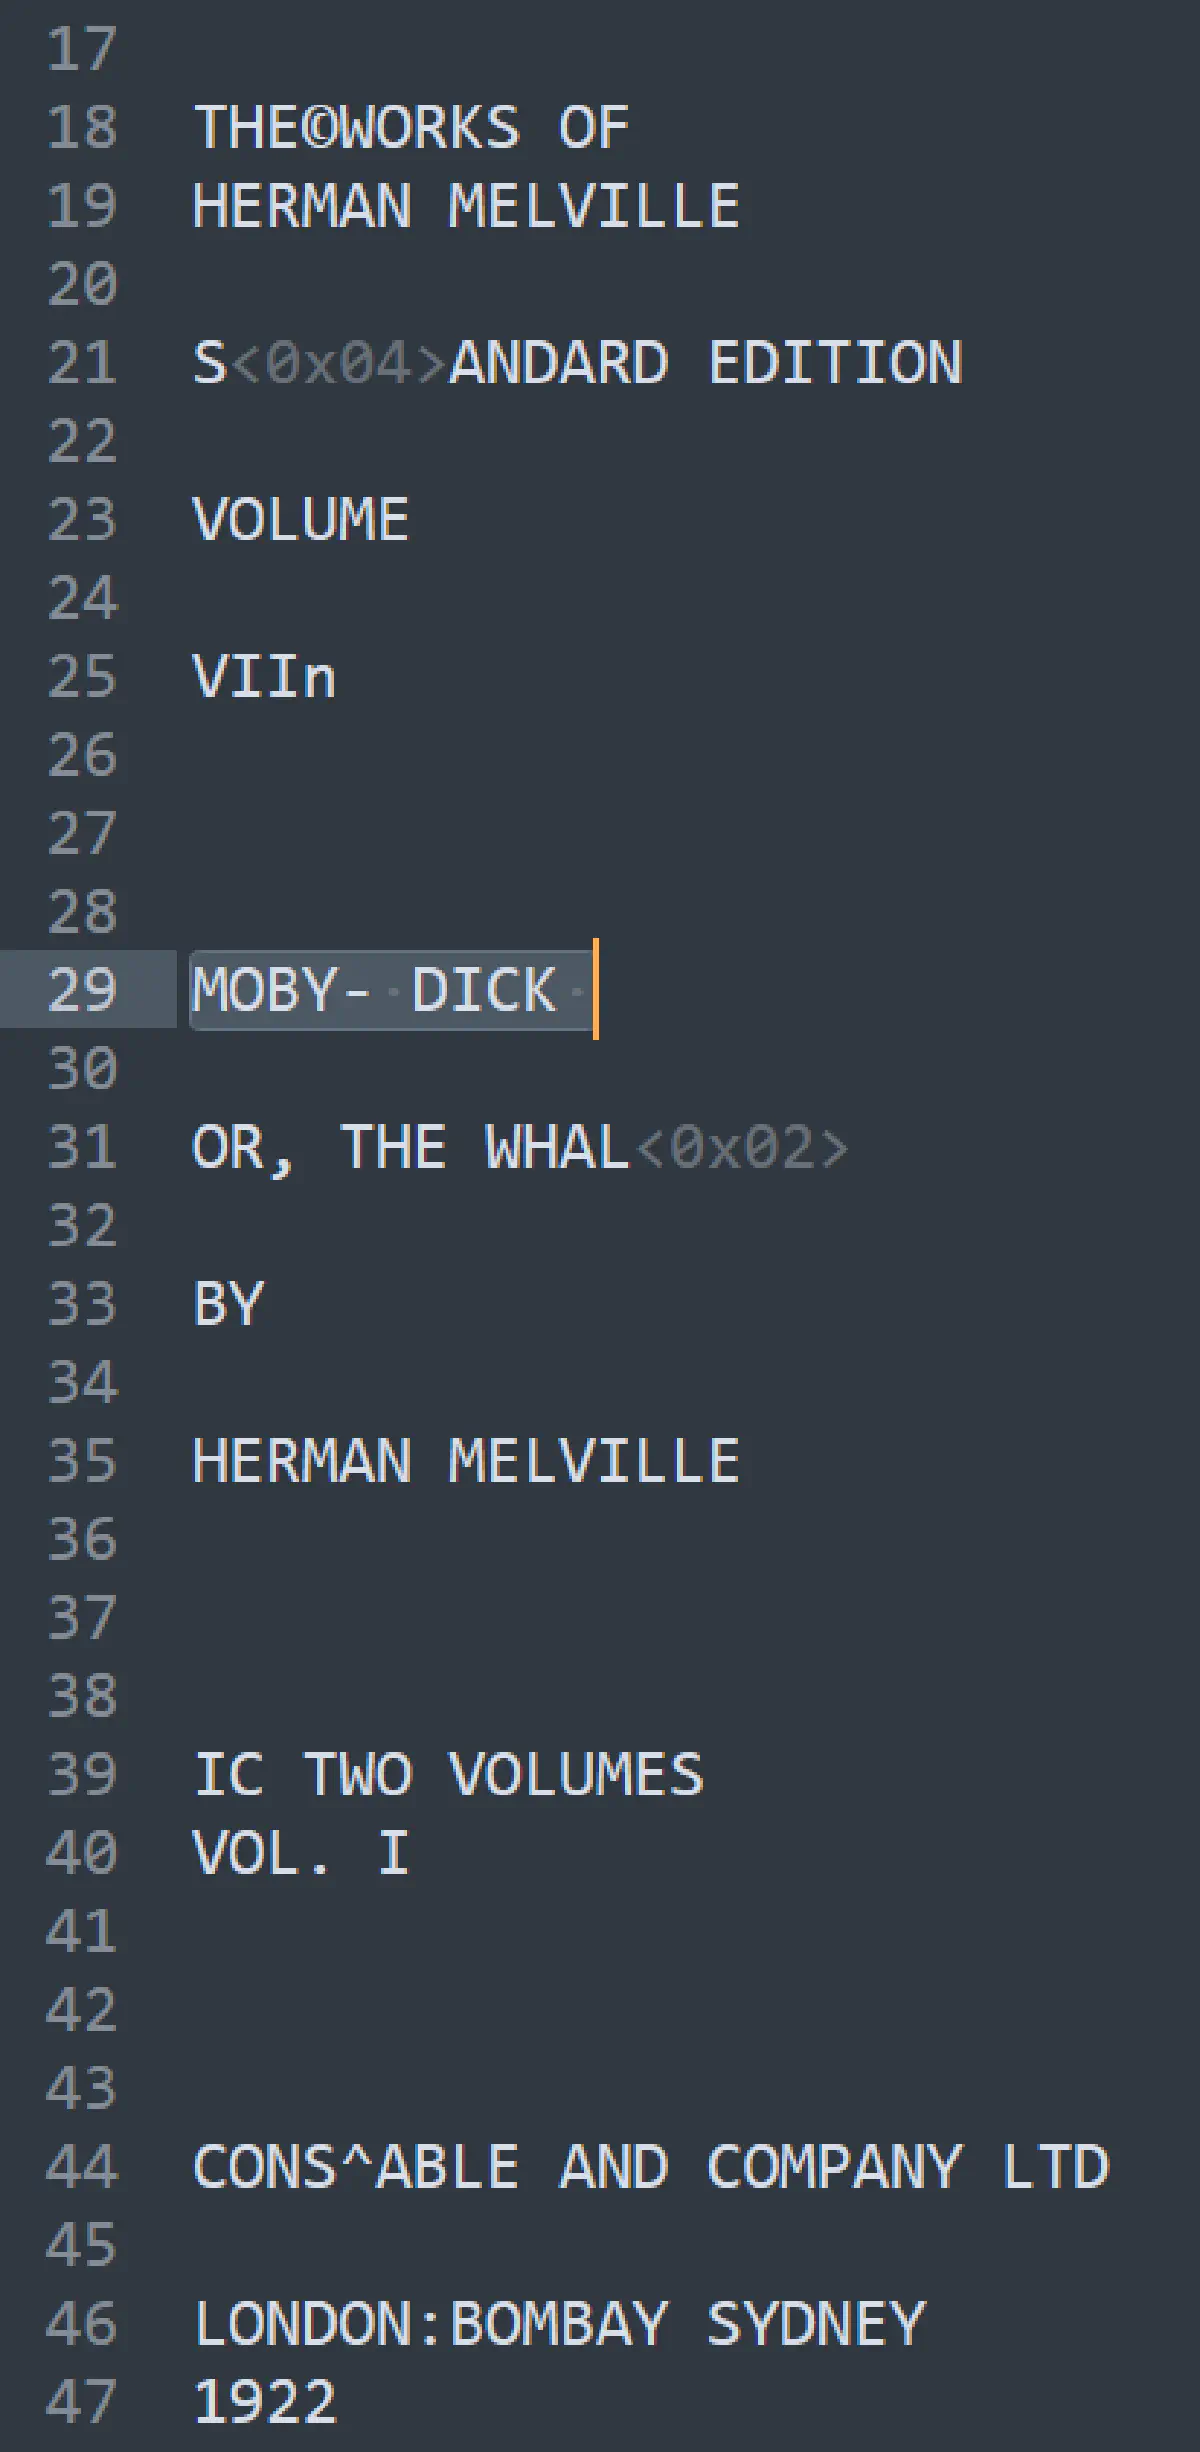 17
18 THE©WORKS OF
19 HERMAN MELVILLE
20
21 S<0x04>ANDARD EDITION
22
23 VOLUME
24
25 VIIn
26
27
28
29 MOBY- DICK
30
31 OR, THE WHAL<0x02>
32
33 BY
34
35 HERMAN MELVILLE
36
37
38
39 IC TWO VOLUMES
40 VOL. I
41
42
43
44 CONS^ABLE AND COMPANY LTD
45
46 LONDON:BOMBAY SYDNEY
47 1922